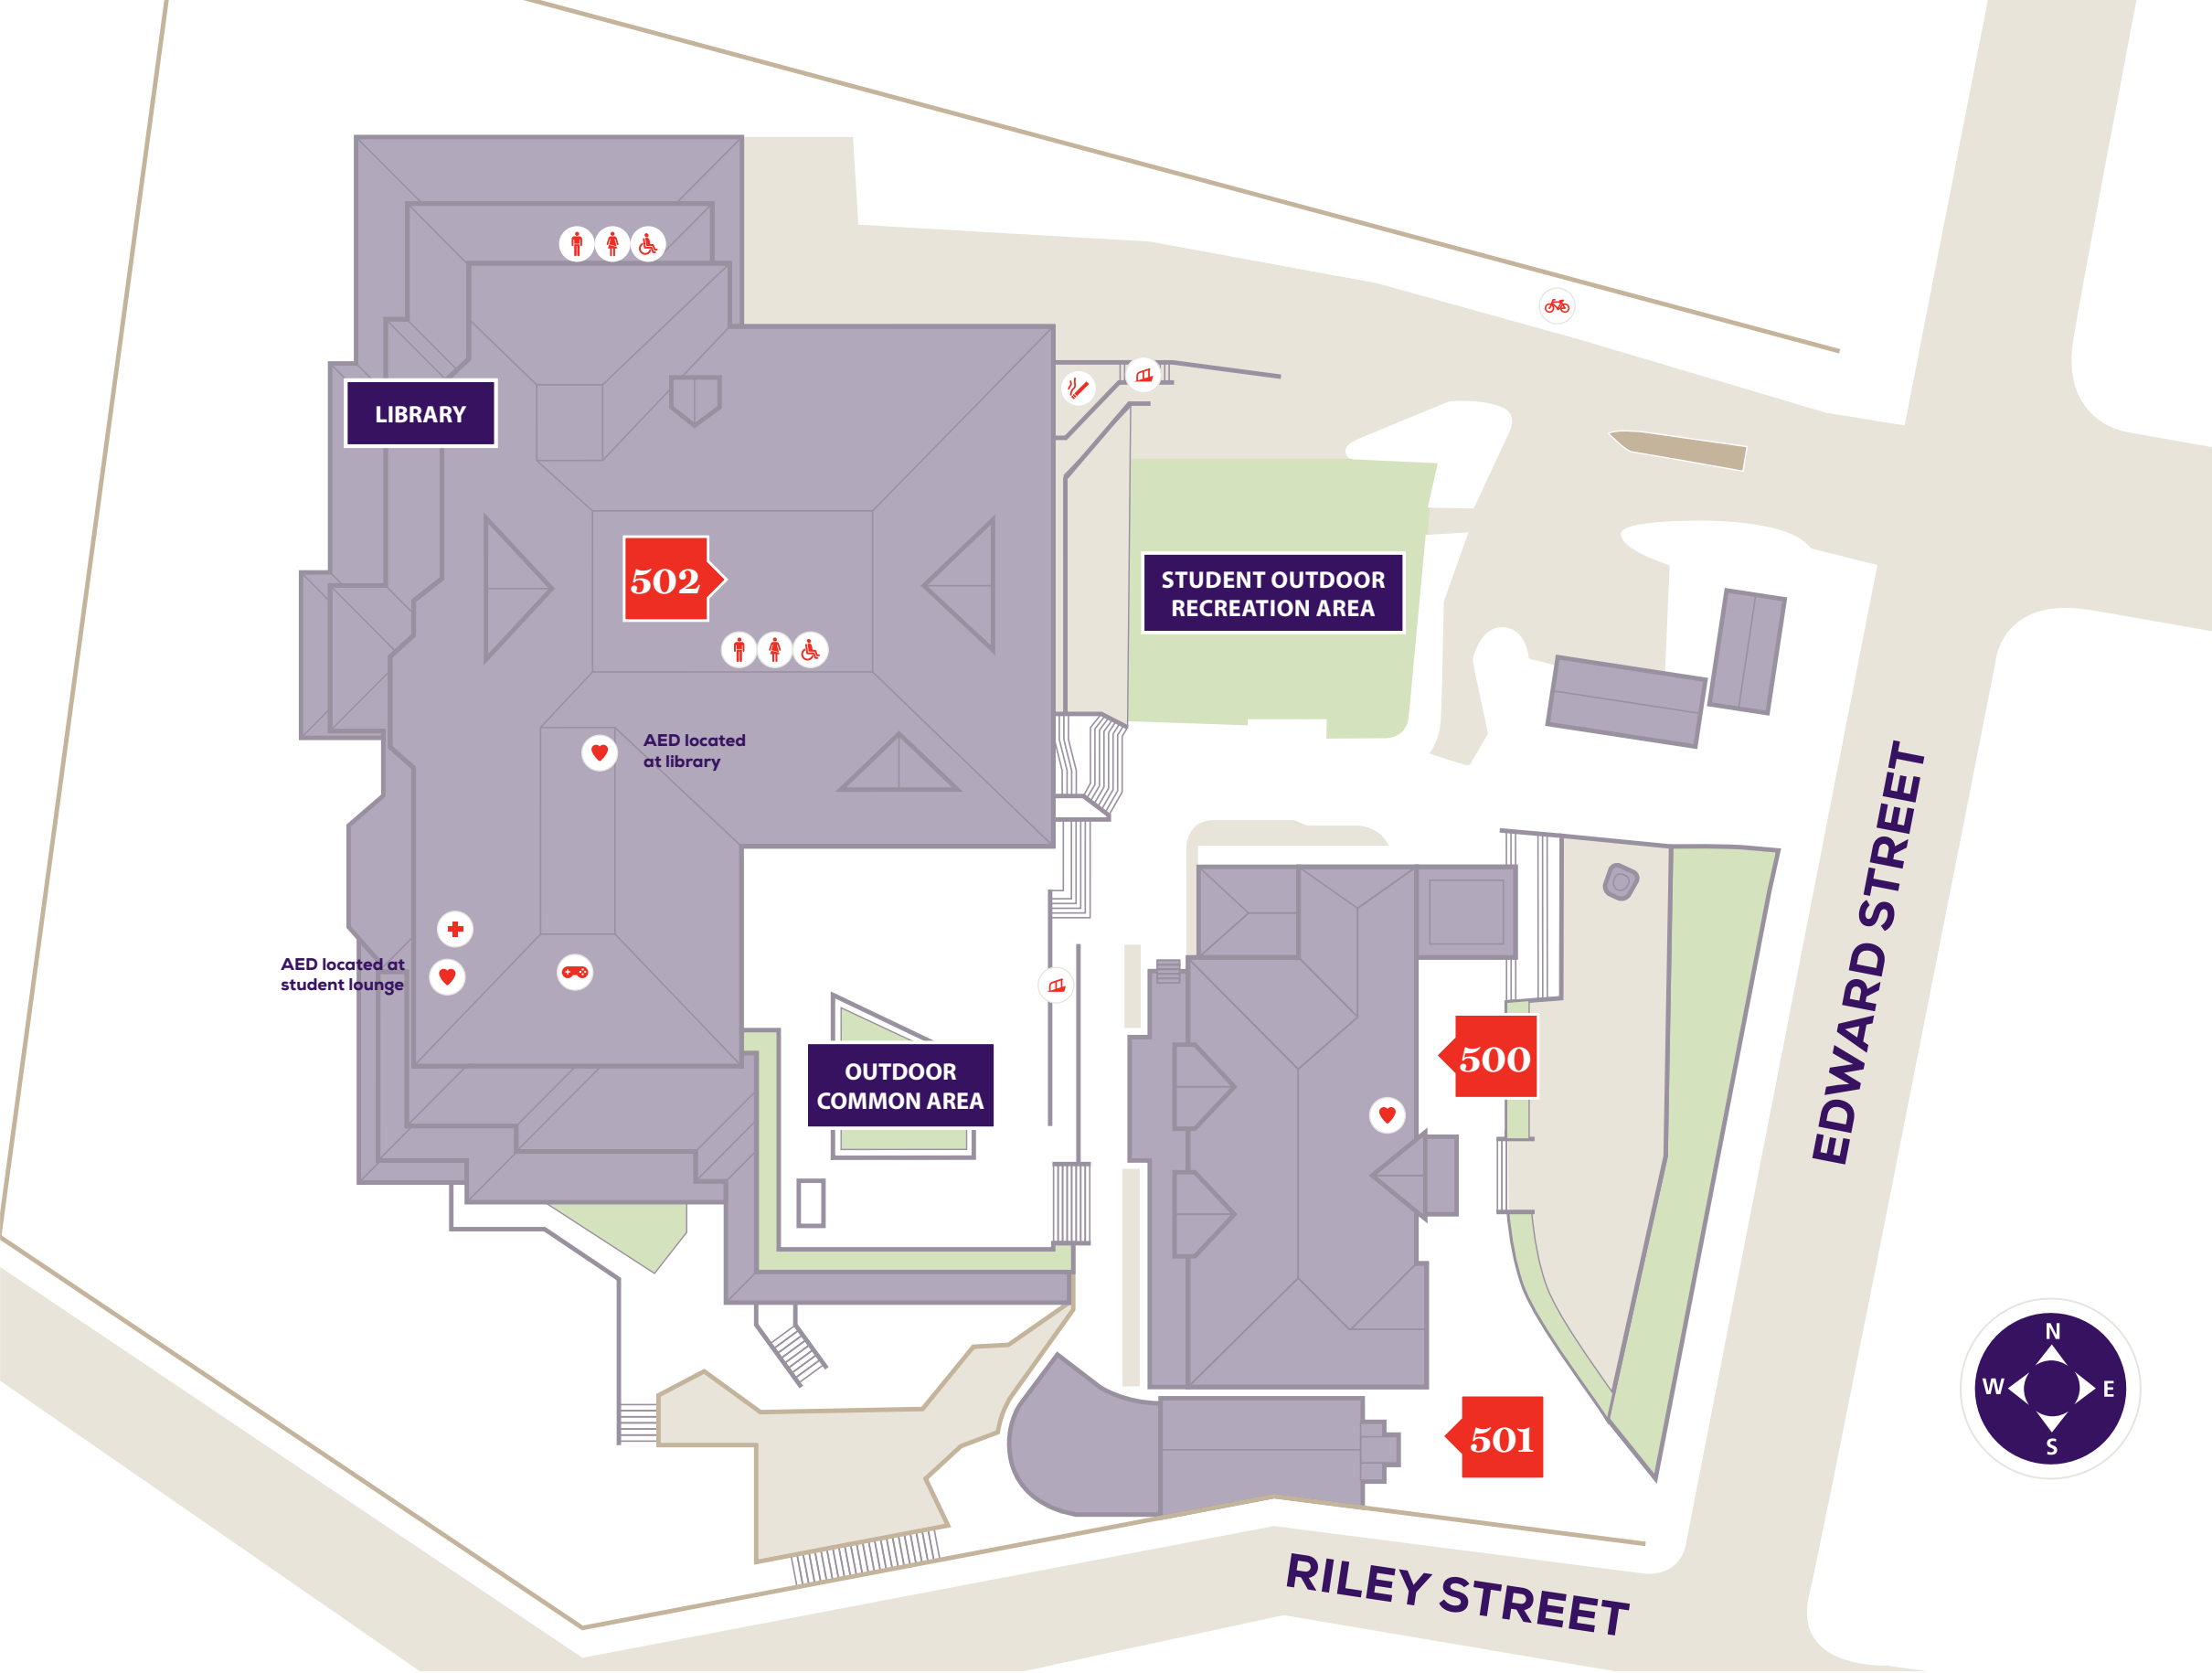 LIBRARY
502
STUDENT OUTDOOR
RECREATION AREA
AED located
at library
AED located at
student lounge
OUTDOOR
COMMON AREA
500
EDWARD STREET
501
RILEY STREET
N
W
E
S